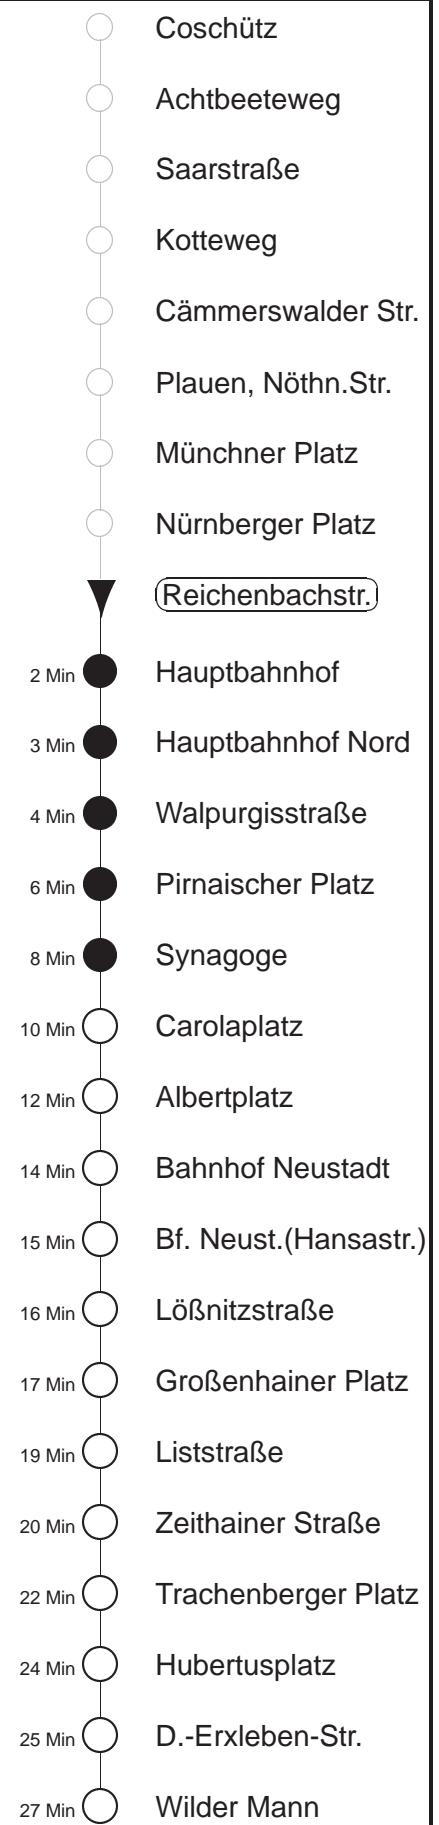 Coschütz
Achtbeeteweg
Saarstraße
Kotteweg
Cämmerswalder Str.
Plauen, Nöthn.Str.
Münchner Platz
Nürnberger Platz
Reichenbachstr.
2 Min Hauptbahnhof
3 Min Hauptbahnhof Nord
4 Min Walpurgisstraße
6 Min Pirnaischer Platz
8 Min Synagoge
10 Min Carolaplatz
12 Min Albertplatz
14 Min Bahnhof Neustadt
15 Min Bf. Neust.(Hansastr.)
16 Min Lößnitzstraße
17 Min Großenhainer Platz
19 Min Liststraße
20 Min Zeithainer Straße
22 Min Trachenberger Platz
24 Min Hubertusplatz
25 Min D.-Erxleben-Str.
27 Min Wilder Mann